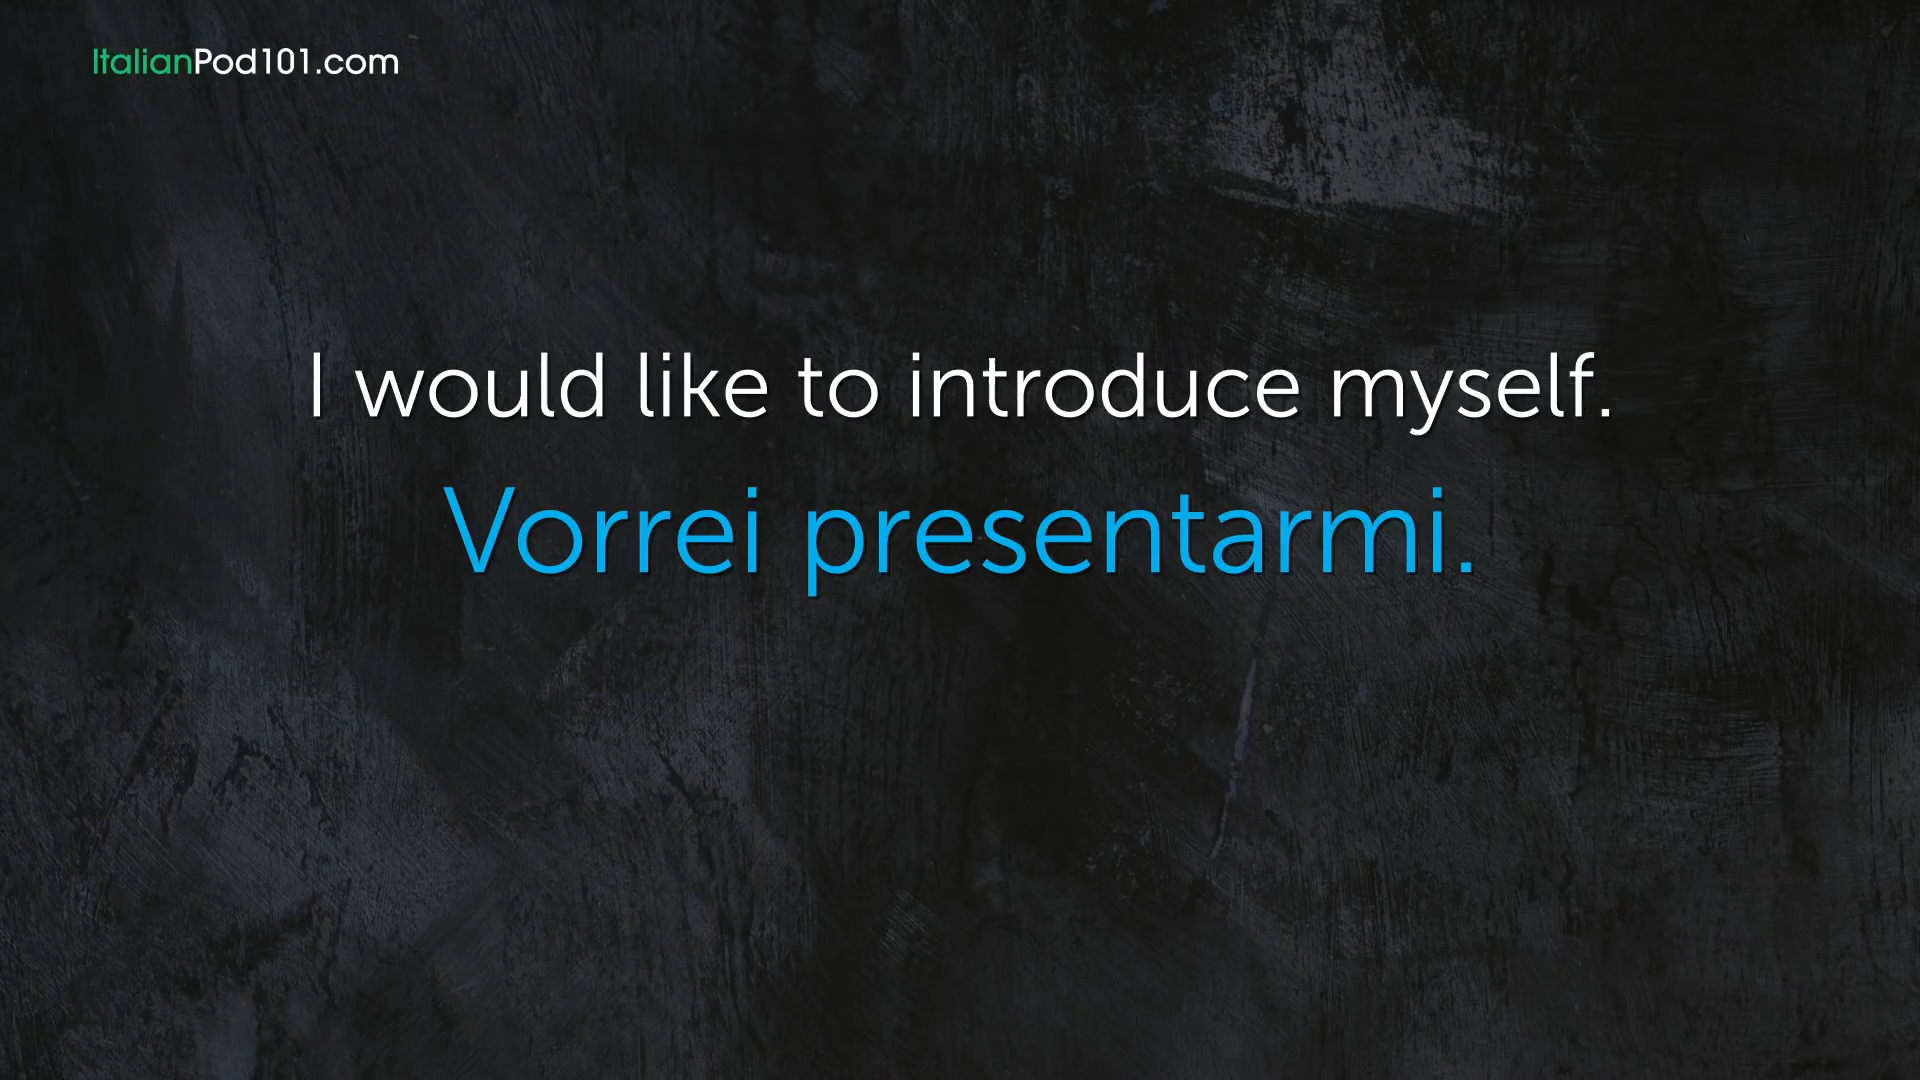 ItalianPod101.com
I would like to introduce myself.
Vorrei presentarmi.